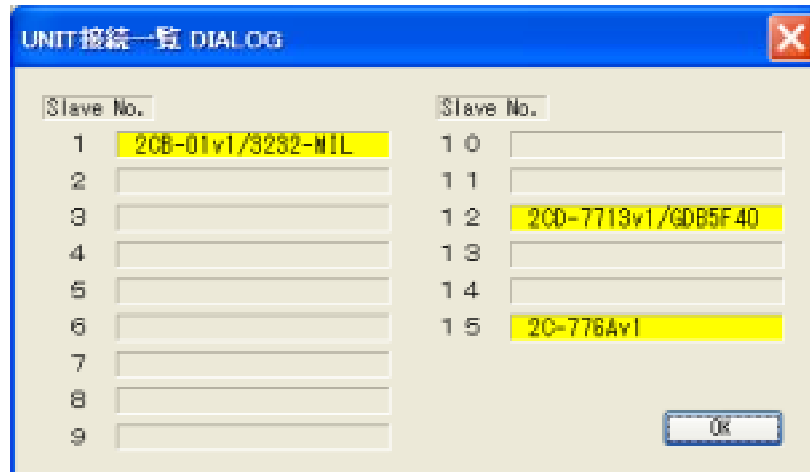 UNIT接続一覧 DIALOG
Slave No.
1 2CB-01v1/3232-MIL
2
3
4
5
6
7
8
9
Slave No.
10
11
12 2CD-7713v1/GDB5F40
13
14
15 2C-776Av1
OK